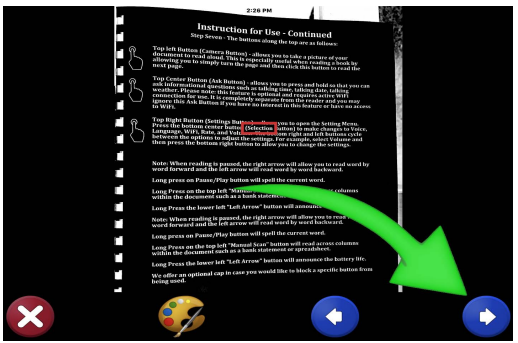 2:26 PM
Instruction for Use - Continued
Step Seven - The buttons along the top are as follows:
Top left Button (Camera Button) - allows you to take a picture of your
document to read aloud. This is especially useful when reading a book by
allowing you to simply turn the page and then click this button to read the
next page.
Top Center Button (Ask Button) - allows you to press and hold so that you can
ask informational questions such as talking time, talking date, talking
weather. Please note: this feature is optional and requires active WiFi
connection for use. It is completely separate from the reader and you may
ignore this Ask Button if you have no interest in this feature or have no access
to WiFi.
Top Right Button (Settings Button) - allows you to open the Setting Menu.
Press the bottom center button (Selection Button) to make changes to Voice,
Language, WiFi, Rate, and bottom right and left buttons cycle
between the options to adjust the settings. For example, select Volume and
then press the bottom right button to allow you to change the settings.
Note: When reading is paused, the right arrow will allow you to read word by
word forward and the left arrow will read word by word backward.
Long press on Pause/Play button will spell the current word.
Long Press on the top left "Manual columns
within the document such as a bank statement
Long Press the lower left "Left Arrow" button will announce
Note: When reading is paused, the right arrow will allow you to read
word forward and the left arrow will read word by word backward.
Long press on Pause/Play button will spell the current word.
Long Press on the top left "Manual Scan" button will read across columns
within the document such as a bank statement or spreadsheet.
Long Press the lower left "Left Arrow" button will announce the battery life.
We offer an optional cap in case you would like to block a specific button from
being used.